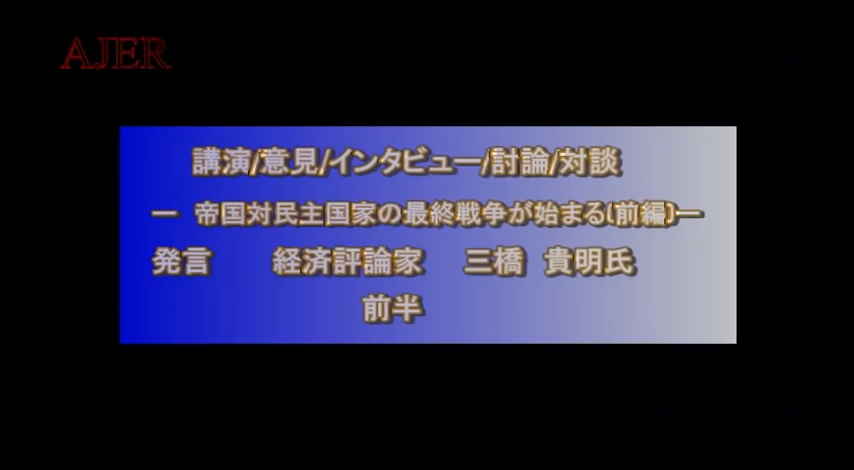 AJER
講演/意見/インタビュー/討論/対談
ー 帝国対民主国家の最終戦争が始まる(前編)ー
発言 経済評論家 三橋 貴明氏
前半